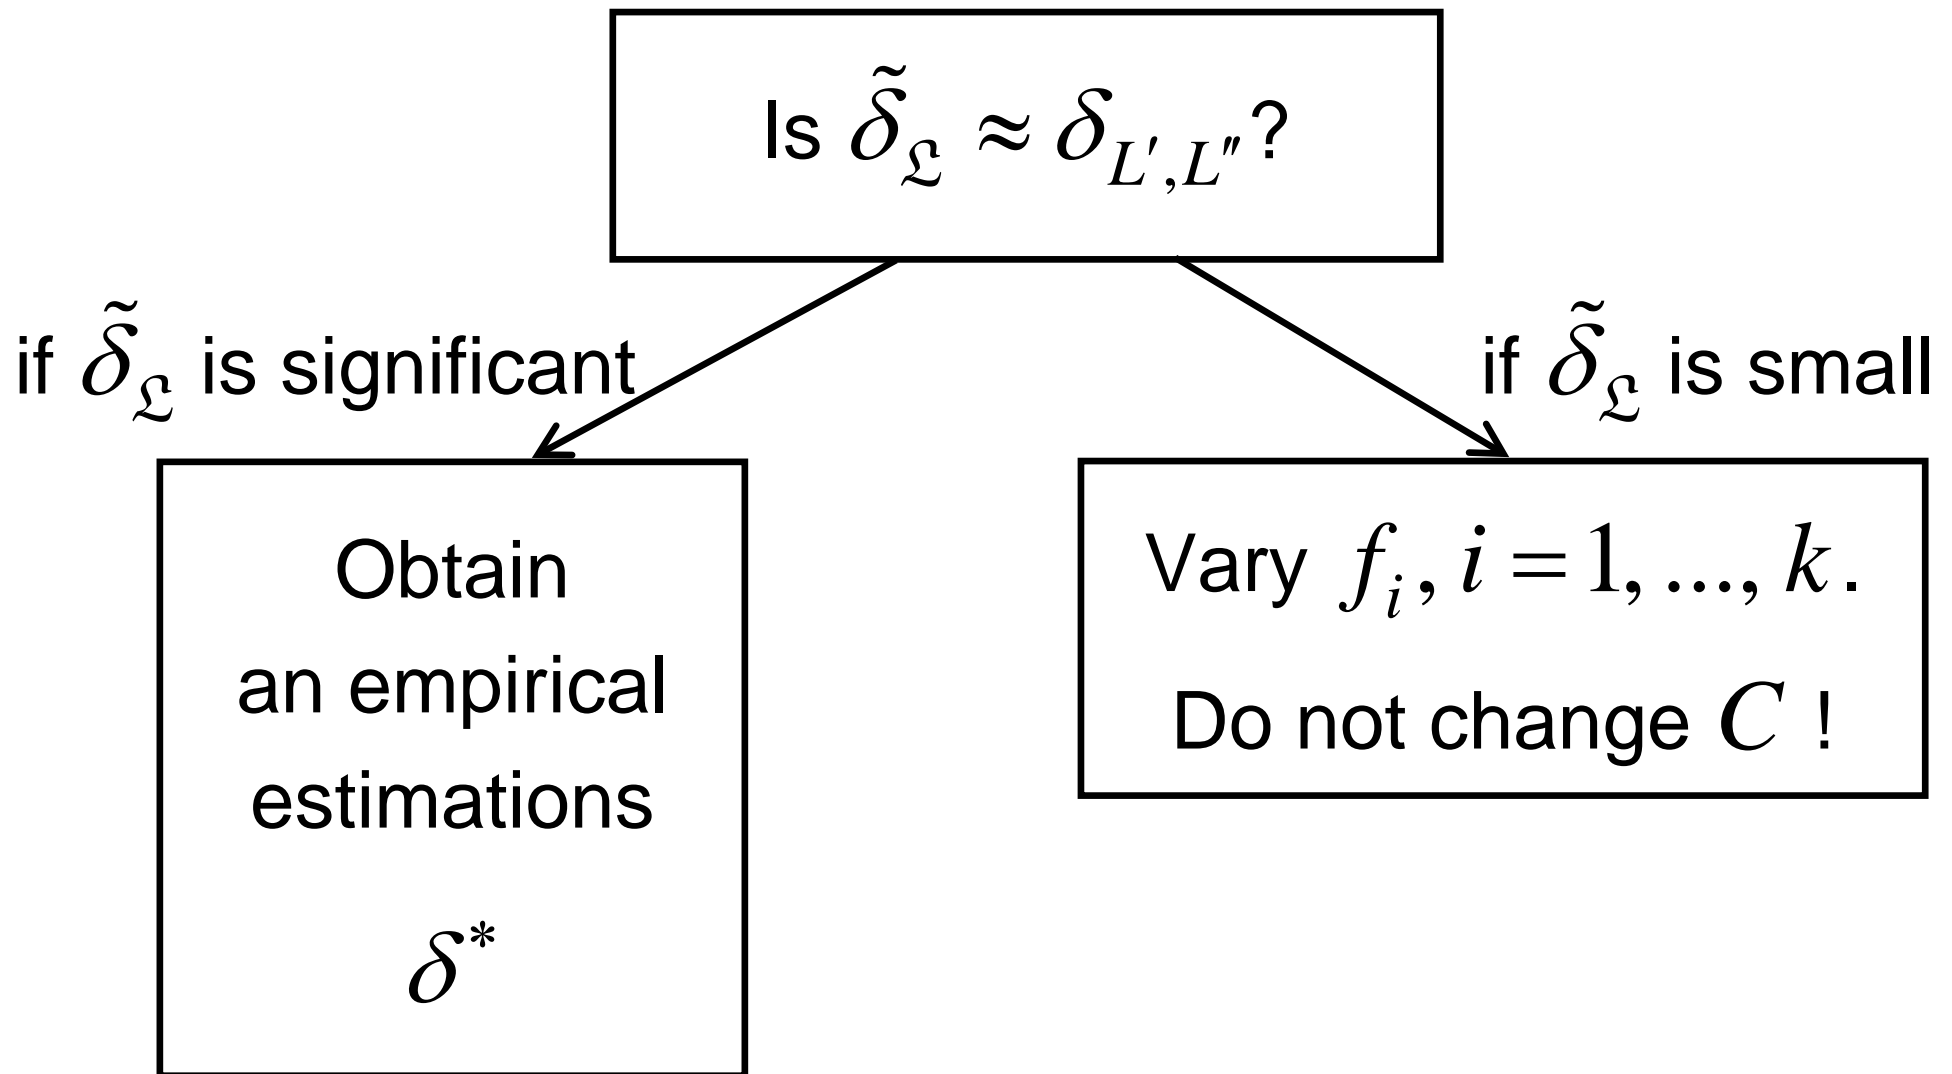 Is δ̃_𝔏 ≈ δ_{L′,L″}?
if δ̃_𝔏 is significant
if δ̃_𝔏 is small
Obtain
an empirical
estimations
δ*
Vary f_i, i = 1, ..., k.
Do not change C !